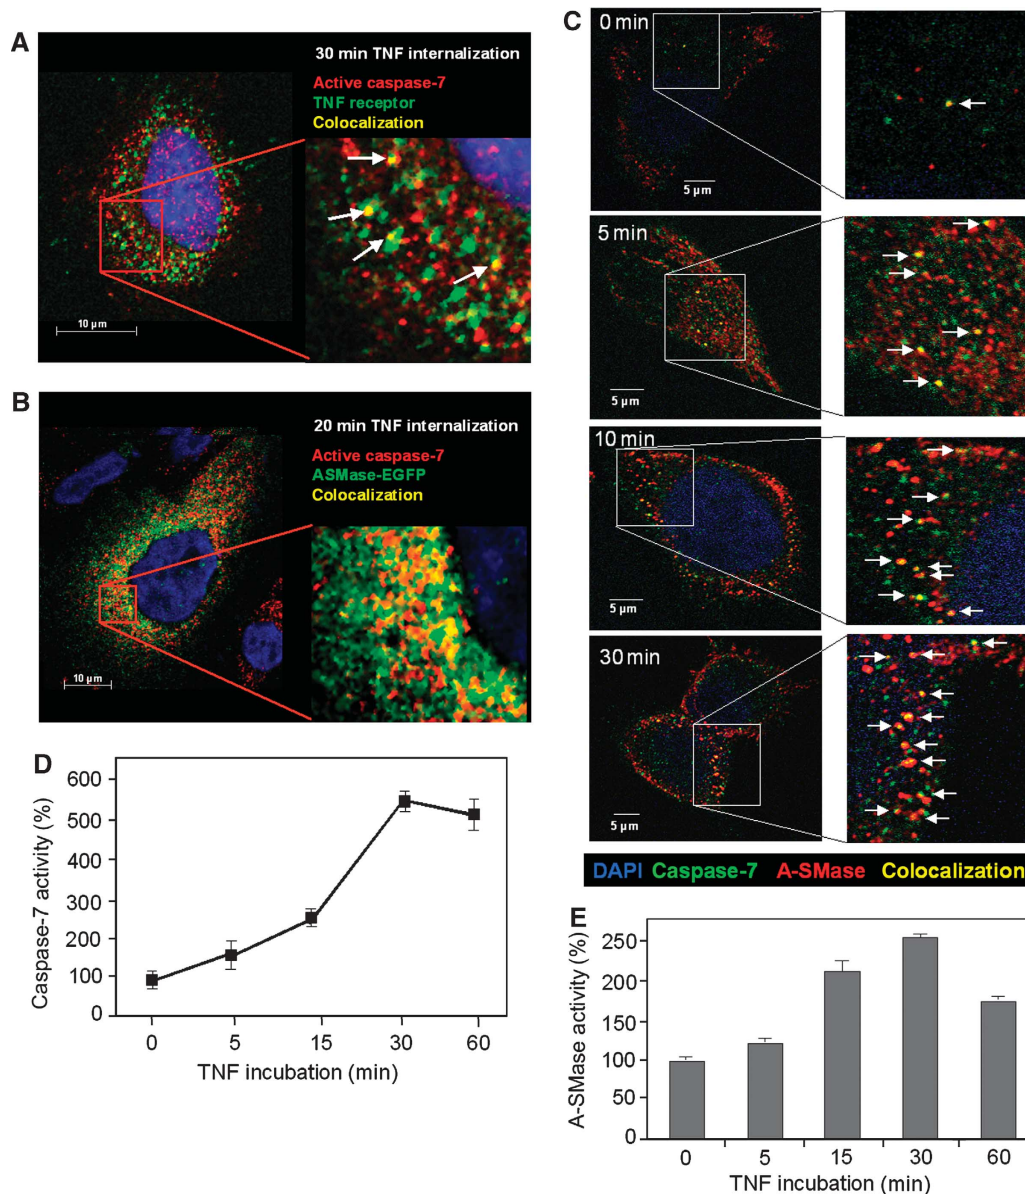 A
30 min TNF internalization
Active caspase-7
TNF receptor
Colocalization
10 µm
B
20 min TNF internalization
Active caspase-7
ASMase-EGFP
Colocalization
10 µm
C
0 min
5 µm
5 min
5 µm
10 min
5 µm
30 min
5 µm
DAPI Caspase-7 A-SMase Colocalization
D
Caspase-7 activity (%)
600
500
400
300
200
100
0
0 5 15 30 60
TNF incubation (min)
E
A-SMase activity (%)
250
200
150
100
50
0
0 5 15 30 60
TNF incubation (min)